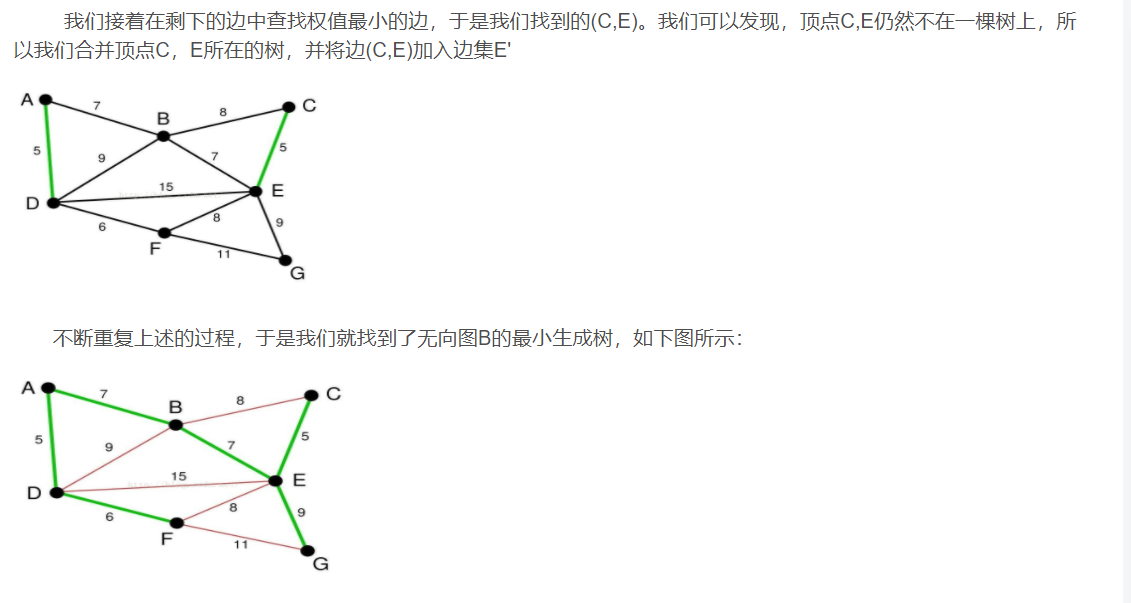 我们接着在剩下的边中查找权值最小的边，于是我们找到的(C,E)。我们可以发现，顶点C,E仍然不在一棵树上，所
以我们合并顶点C，E所在的树，并将边(C,E)加入边集E'
A
7
B
8
C
5
9
7
5
15
E
D
6
8
9
F
11
G
不断重复上述的过程，于是我们就找到了无向图B的最小生成树，如下图所示：
A
7
B
8
C
5
9
7
5
15
E
D
6
8
9
F
11
G